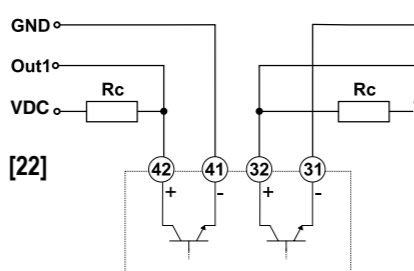 GND
Out1
Rc Rc
VDC
[22]
42 41 32 31
+ - + -